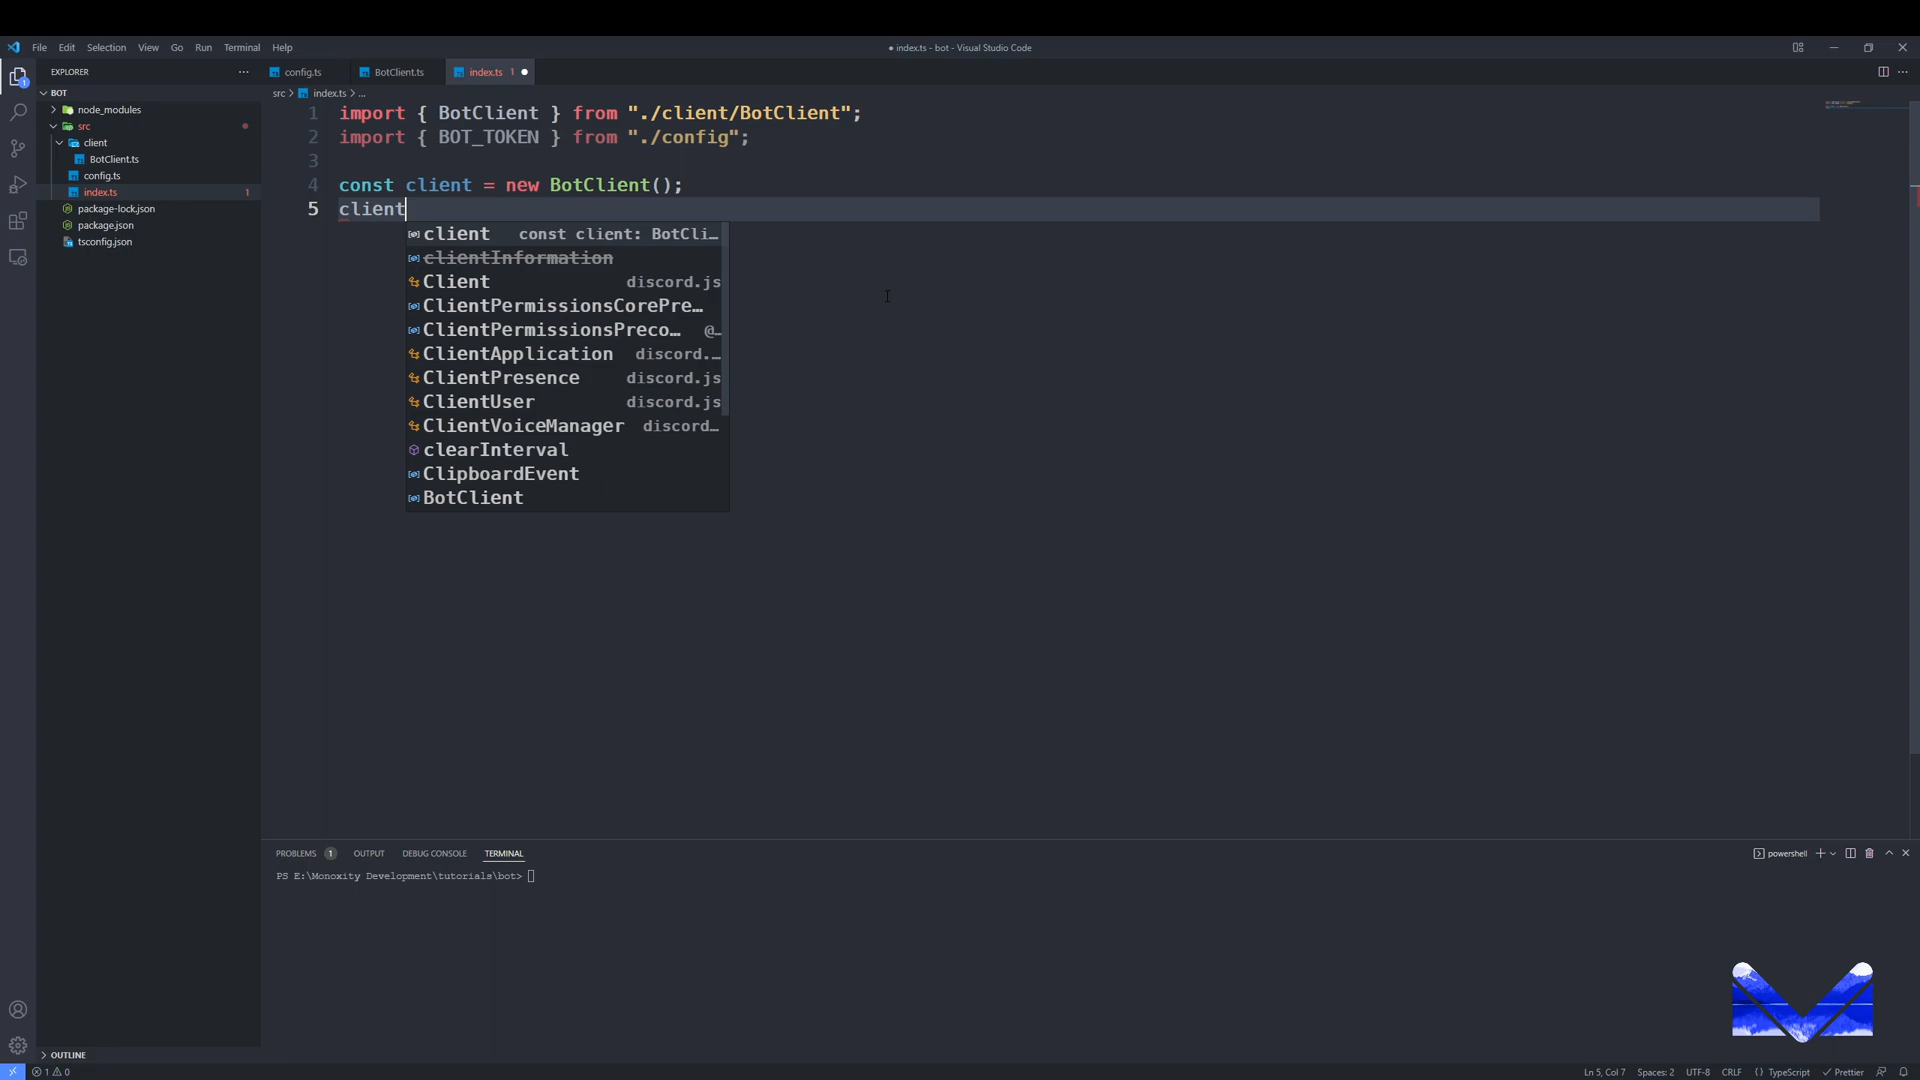 File Edit Selection View Go Run Terminal Help
● index.ts - bot - Visual Studio Code
EXPLORER
BOT
node_modules
src
client
BotClient.ts
config.ts
index.ts 1
package-lock.json
package.json
tsconfig.json
OUTLINE
config.ts BotClient.ts index.ts 1
src > index.ts > ...
1 import { BotClient } from "./client/BotClient";
2 import { BOT_TOKEN } from "./config";
3
4 const client = new BotClient();
5 client
client const client: BotCli…
clientInformation
Client discord.js
ClientPermissionsCorePre…
ClientPermissionsPreco… @…
ClientApplication discord.…
ClientPresence discord.js
ClientUser discord.js
ClientVoiceManager discord…
clearInterval
ClipboardEvent
BotClient
PROBLEMS 1 OUTPUT DEBUG CONSOLE TERMINAL
powershell
PS E:\Monoxity Development\tutorials\bot>
1 0
Ln 5, Col 7 Spaces: 2 UTF-8 CRLF {} TypeScript Prettier